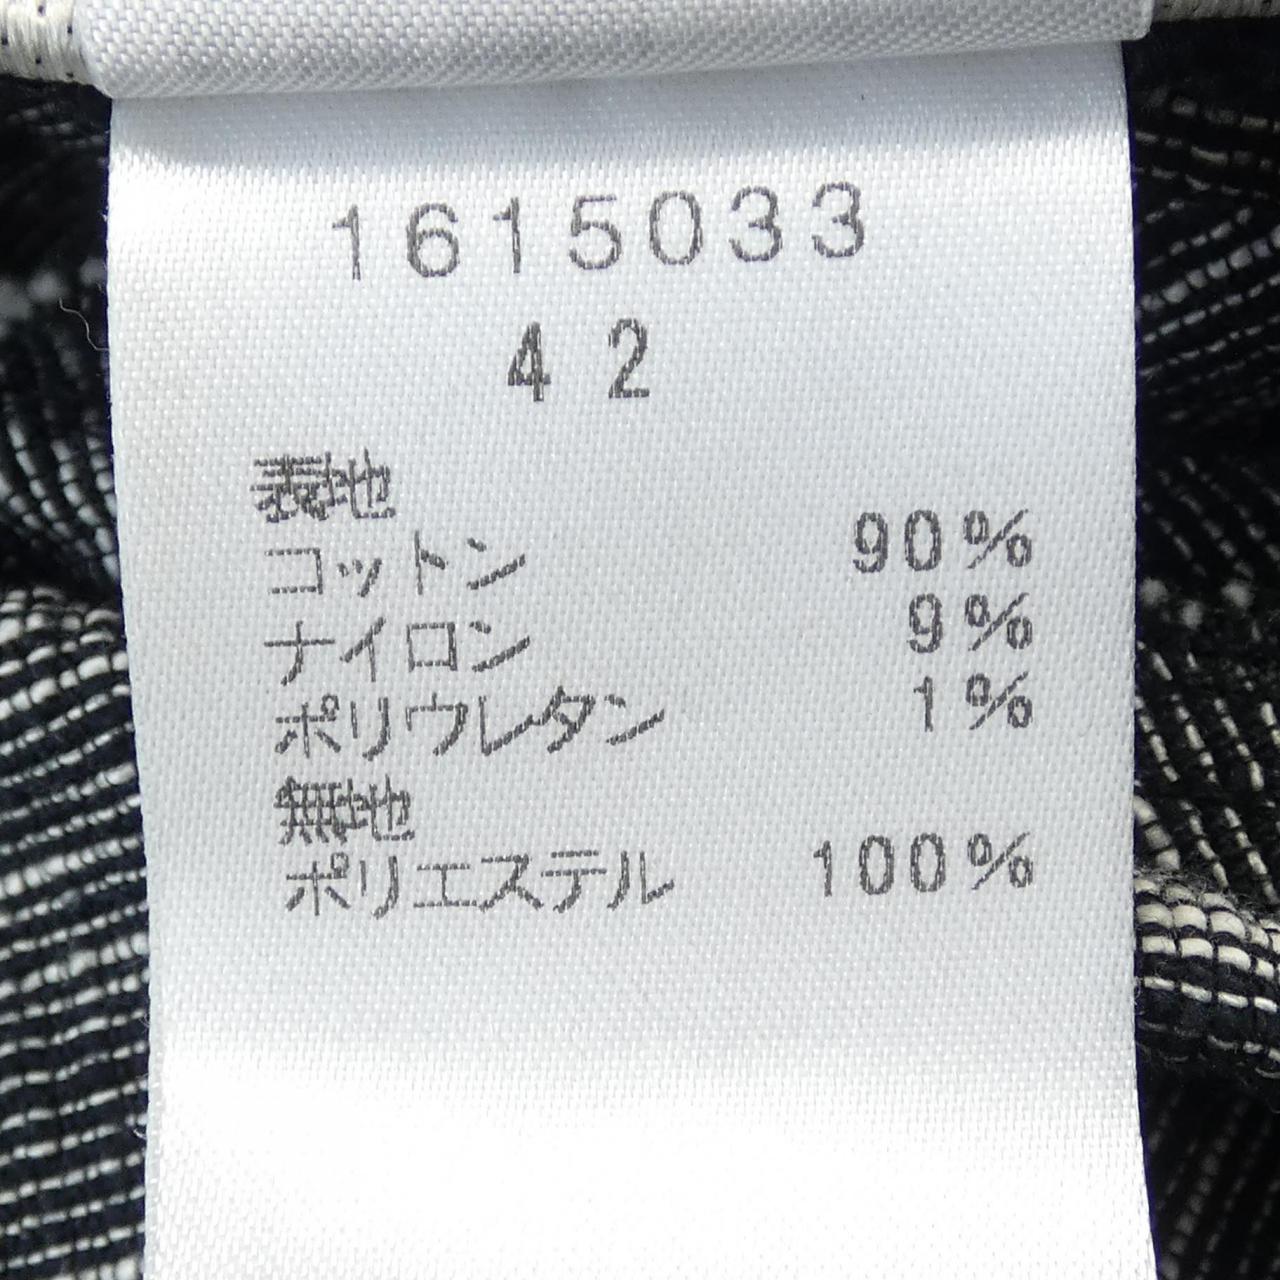 1615033
42
表地
コットン 90%
ナイロン 9%
ポリウレタン 1%
無地
ポリエステル 100%